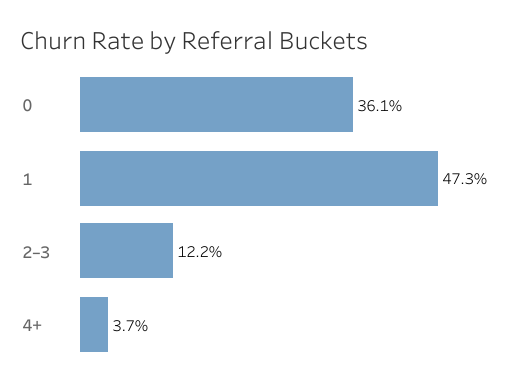 Churn Rate by Referral Buckets
0 36.1%
1 47.3%
2–3 12.2%
4+ 3.7%